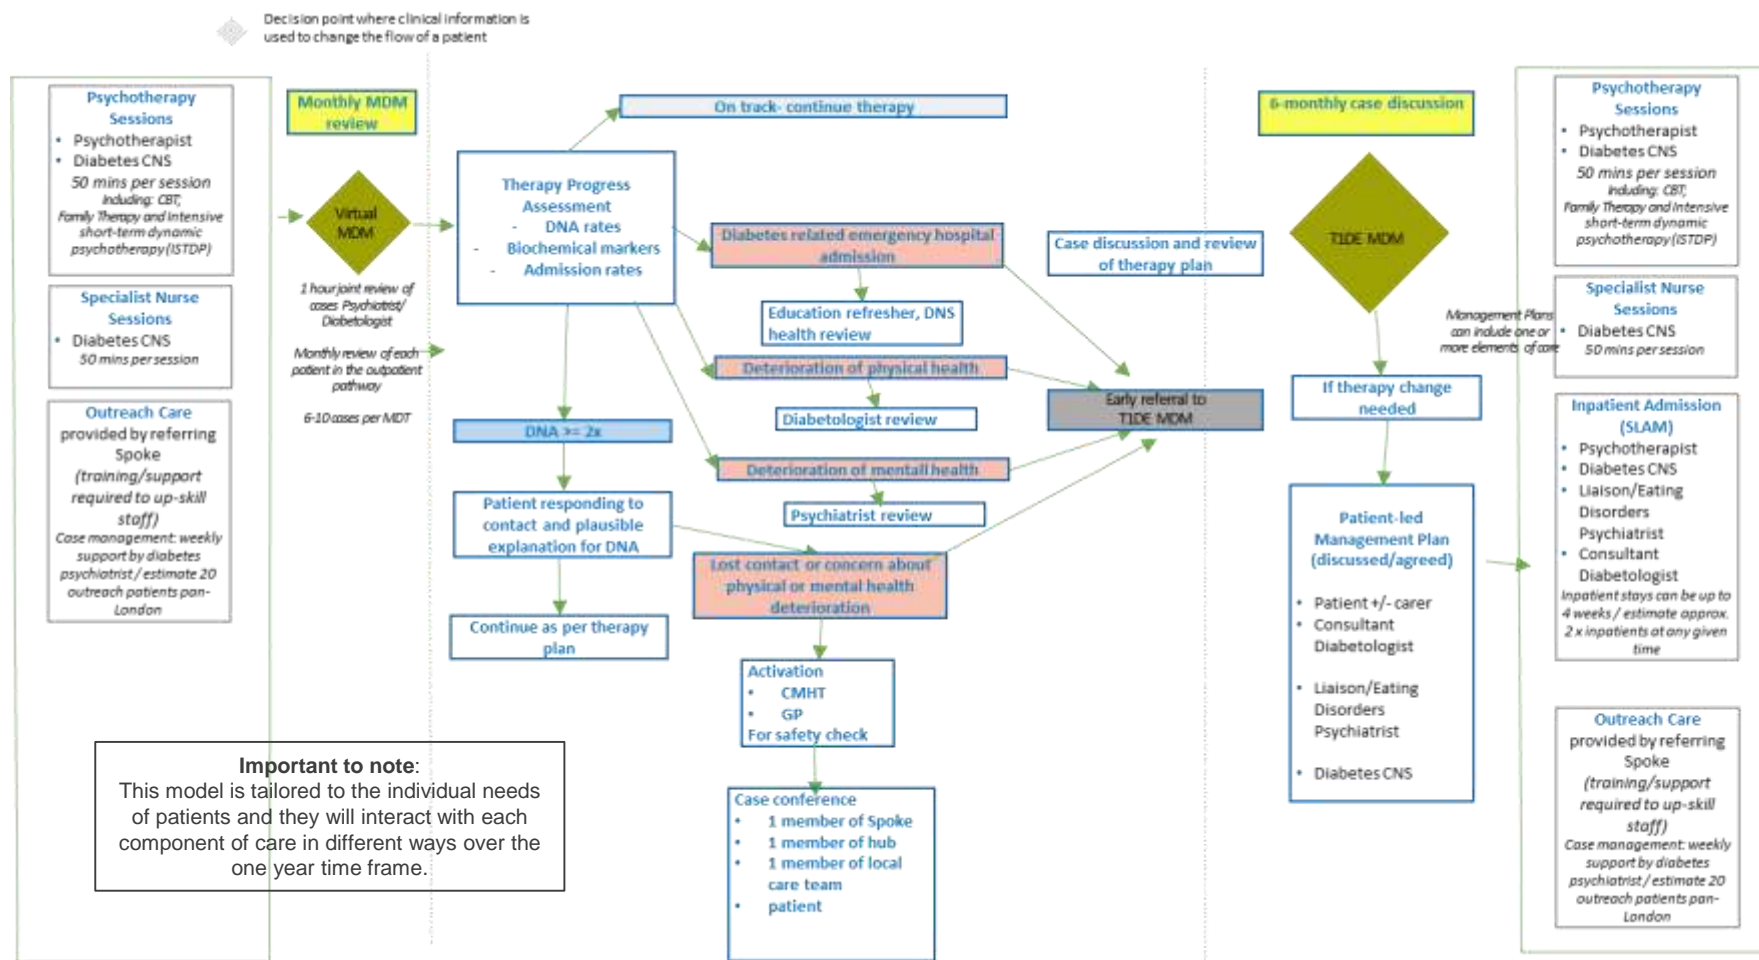 Decision point where clinical information is
used to change the flow of a patient
Psychotherapy
Sessions
• Psychotherapist
• Diabetes CNS
50 mins per session
Including: CBT,
Family Therapy and Intensive
short-term dynamic
psychotherapy (ISTDP)
Specialist Nurse
Sessions
• Diabetes CNS
50 mins per session
Outreach Care
provided by referring
Spoke
(training/support
required to up-skill
staff)
Case management: weekly
support by diabetes
psychiatrist / estimate 20
outreach patients pan-
London
Monthly MDM
review
Virtual
MDM
1 hour joint review of
cases Psychiatrist/
Diabetologist
Monthly review of each
patient in the outpatient
pathway
6-10 cases per MDT
On track- continue therapy
Therapy Progress
Assessment
- DNA rates
- Biochemical markers
- Admission rates
Diabetes related emergency hospital
admission
Education refresher, DNS
health review
Deterioration of physical health
Diabetologist review
Deterioration of mentall health
Psychiatrist review
DNA >= 2x
Patient responding to
contact and plausible
explanation for DNA
Continue as per therapy
plan
Lost contact or concern about
physical or mental health
deterioration
Activation
• CMHT
• GP
For safety check
Case conference
• 1 member of Spoke
• 1 member of hub
• 1 member of local
care team
• patient
Case discussion and review
of therapy plan
Early referral to
T1DE MDM
6-monthly case discussion
T1DE MDM
Management Plans
can include one or
more elements of care
If therapy change
needed
Patient-led
Management Plan
(discussed/agreed)
• Patient +/- carer
• Consultant
Diabetologist
• Liaison/Eating
Disorders
Psychiatrist
• Diabetes CNS
Psychotherapy
Sessions
• Psychotherapist
• Diabetes CNS
50 mins per session
Including: CBT,
Family Therapy and Intensive
short-term dynamic
psychotherapy (ISTDP)
Specialist Nurse
Sessions
• Diabetes CNS
50 mins per session
Inpatient Admission
(SLAM)
• Psychotherapist
• Diabetes CNS
• Liaison/Eating
Disorders
Psychiatrist
• Consultant
Diabetologist
Inpatient stays can be up to
4 weeks / estimate approx.
2 x inpatients at any given
time
Outreach Care
provided by referring
Spoke
(training/support
required to up-skill
staff)
Case management: weekly
support by diabetes
psychiatrist / estimate 20
outreach patients pan-
London
Important to note:
This model is tailored to the individual needs
of patients and they will interact with each
component of care in different ways over the
one year time frame.